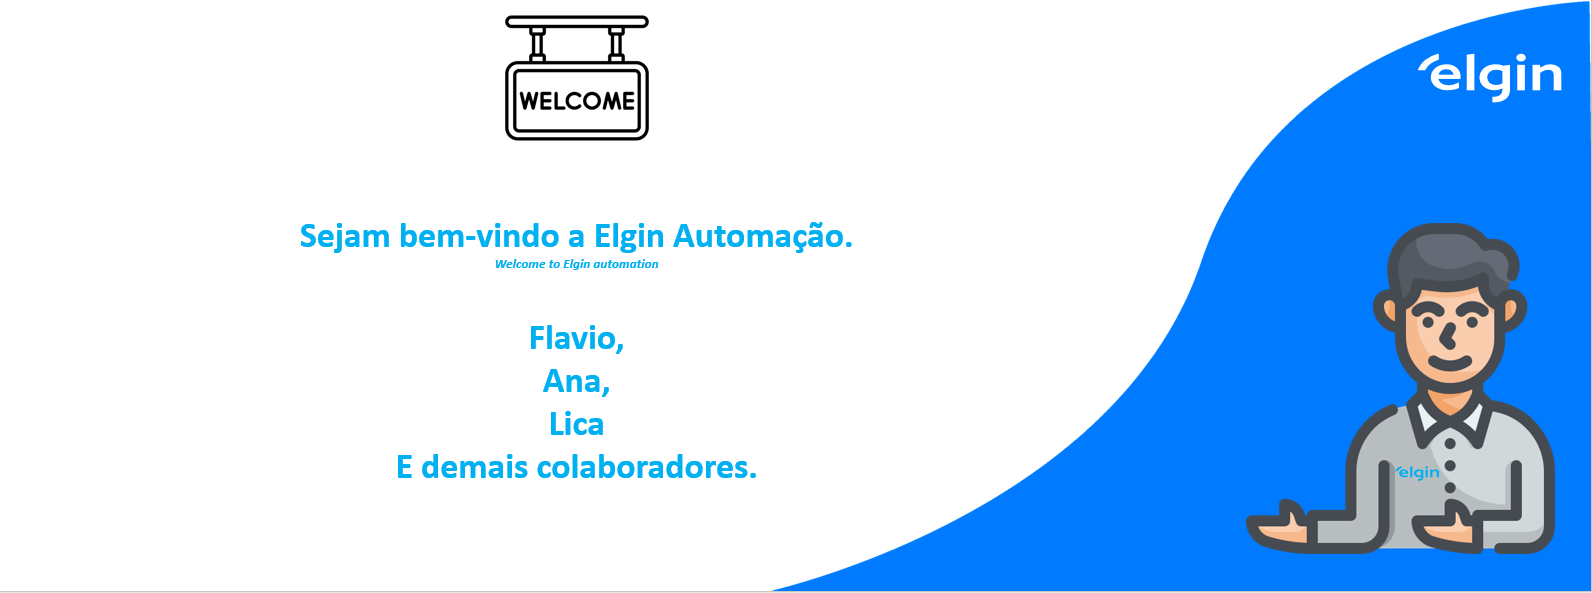 WELCOME
elgin
Sejam bem-vindo a Elgin Automação.
Welcome to Elgin automation
Flavio,
Ana,
Lica
E demais colaboradores.
elgin